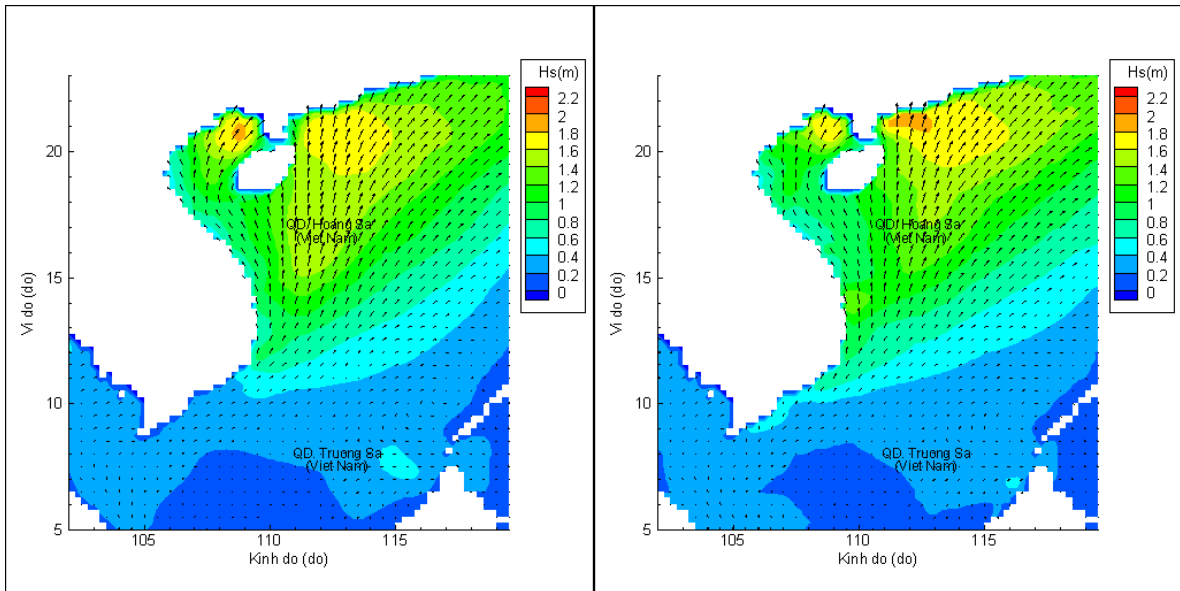 Hs(m)
2.2
2
1.8
1.6
1.4
1.2
1
0.8
0.6
0.4
0.2
0
20
15
10
5
Vi do (do)
105
110
115
Kinh do (do)
QD. Hoang Sa
(Viet Nam)
QD. Truong Sa
(Viet Nam)
Hs(m)
2.2
2
1.8
1.6
1.4
1.2
1
0.8
0.6
0.4
0.2
0
20
15
10
5
Vi do (do)
105
110
115
Kinh do (do)
QD. Hoang Sa
(Viet Nam)
QD. Truong Sa
(Viet Nam)